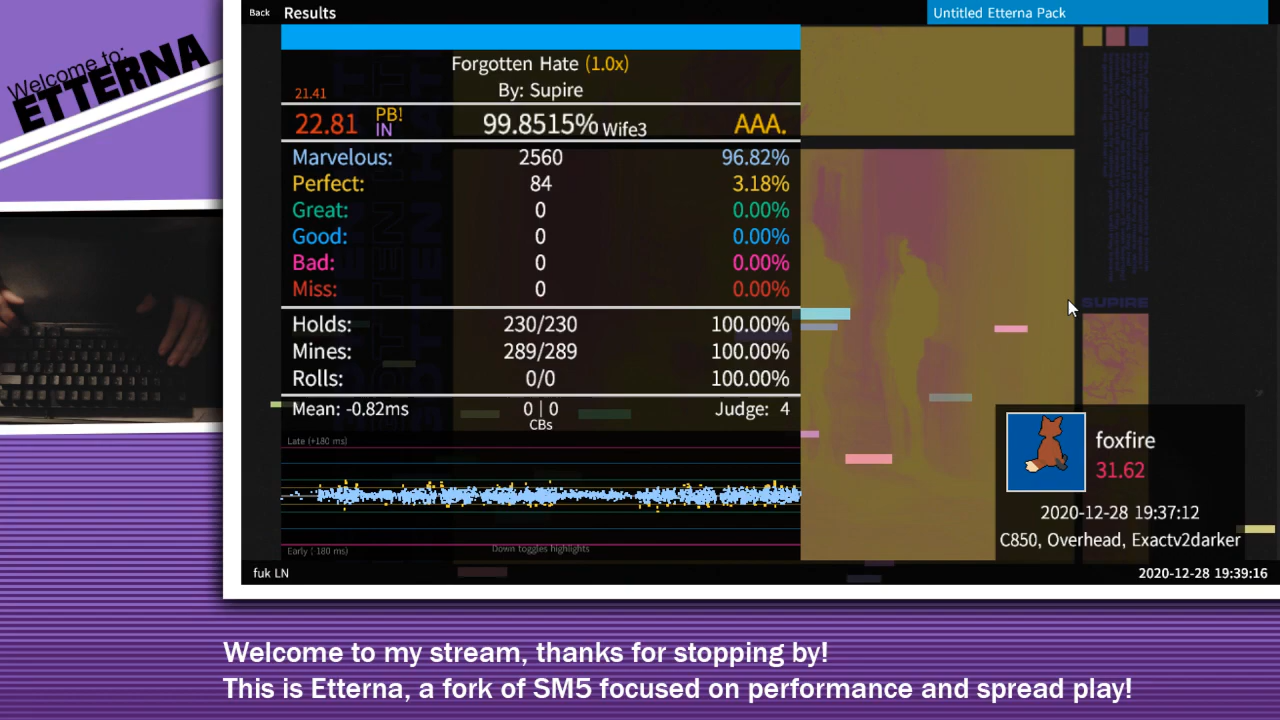 Welcome to:
ETTERNA
Back Results
Untitled Etterna Pack
Forgotten Hate (1.0x)
21.41 By: Supire
22.81 PB! IN 99.8515% Wife3 AAA.
Marvelous: 2560 96.82%
Perfect: 84 3.18%
Great: 0 0.00%
Good: 0 0.00%
Bad: 0 0.00%
Miss: 0 0.00%
Holds: 230/230 100.00%
Mines: 289/289 100.00%
Rolls: 0/0 100.00%
Mean: -0.82ms 0 | 0 Judge: 4
CBs
Late (+180 ms)
Early (-180 ms)
Down toggles highlights
SUPIRE
foxfire
31.62
2020-12-28 19:37:12
C850, Overhead, Exactv2darker
fuk LN
2020-12-28 19:39:16
Welcome to my stream, thanks for stopping by!
This is Etterna, a fork of SM5 focused on performance and spread play!